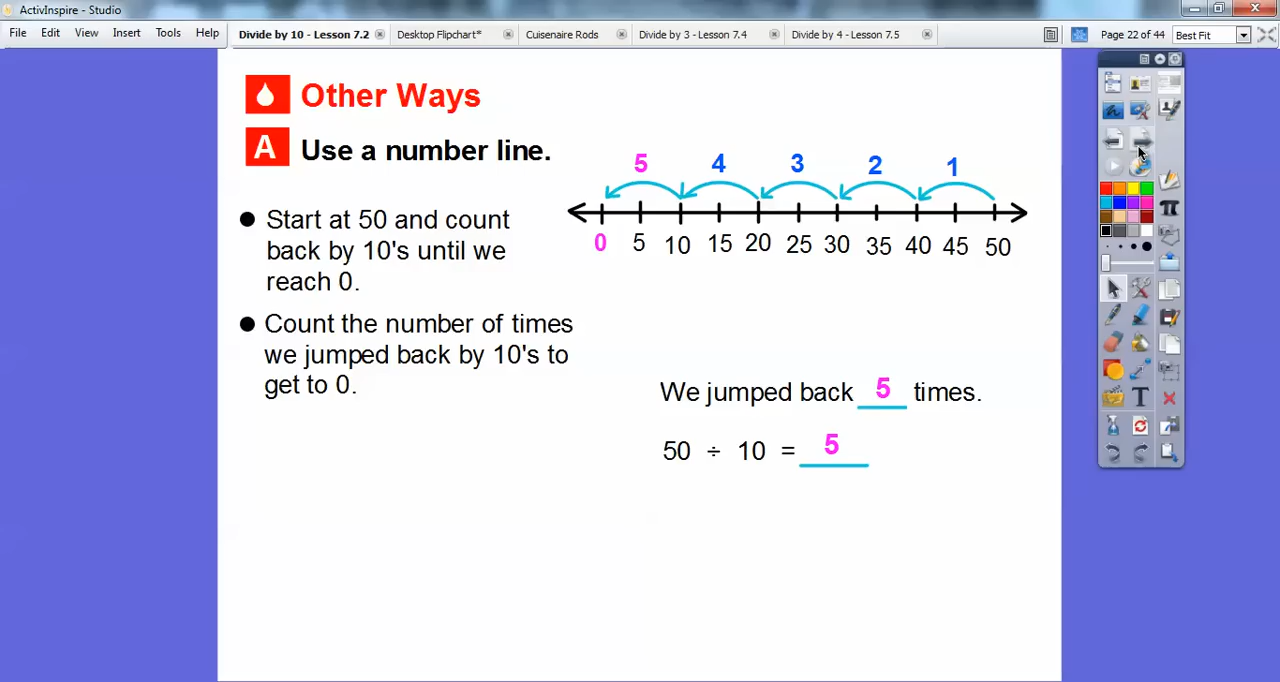 ActivInspire - Studio
File Edit View Insert Tools Help
Divide by 10 - Lesson 7.2 Desktop Flipchart* Cuisenaire Rods Divide by 3 - Lesson 7.4 Divide by 4 - Lesson 7.5
Page 22 of 44 Best Fit
Other Ways
A Use a number line.
5 4 3 2 1
0 5 10 15 20 25 30 35 40 45 50
● Start at 50 and count
back by 10's until we
reach 0.
● Count the number of times
we jumped back by 10's to
get to 0.
We jumped back 5 times.
50 ÷ 10 = 5